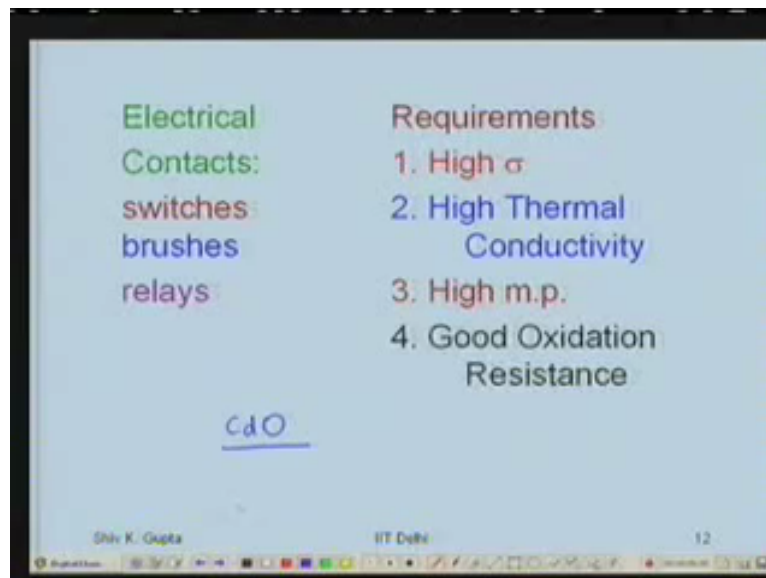 Electrical
Contacts:
switches
brushes
relays
Requirements
1. High σ
2. High Thermal
Conductivity
3. High m.p.
4. Good Oxidation
Resistance
CdO
Shiv K. Gupta
IIT Delhi
12